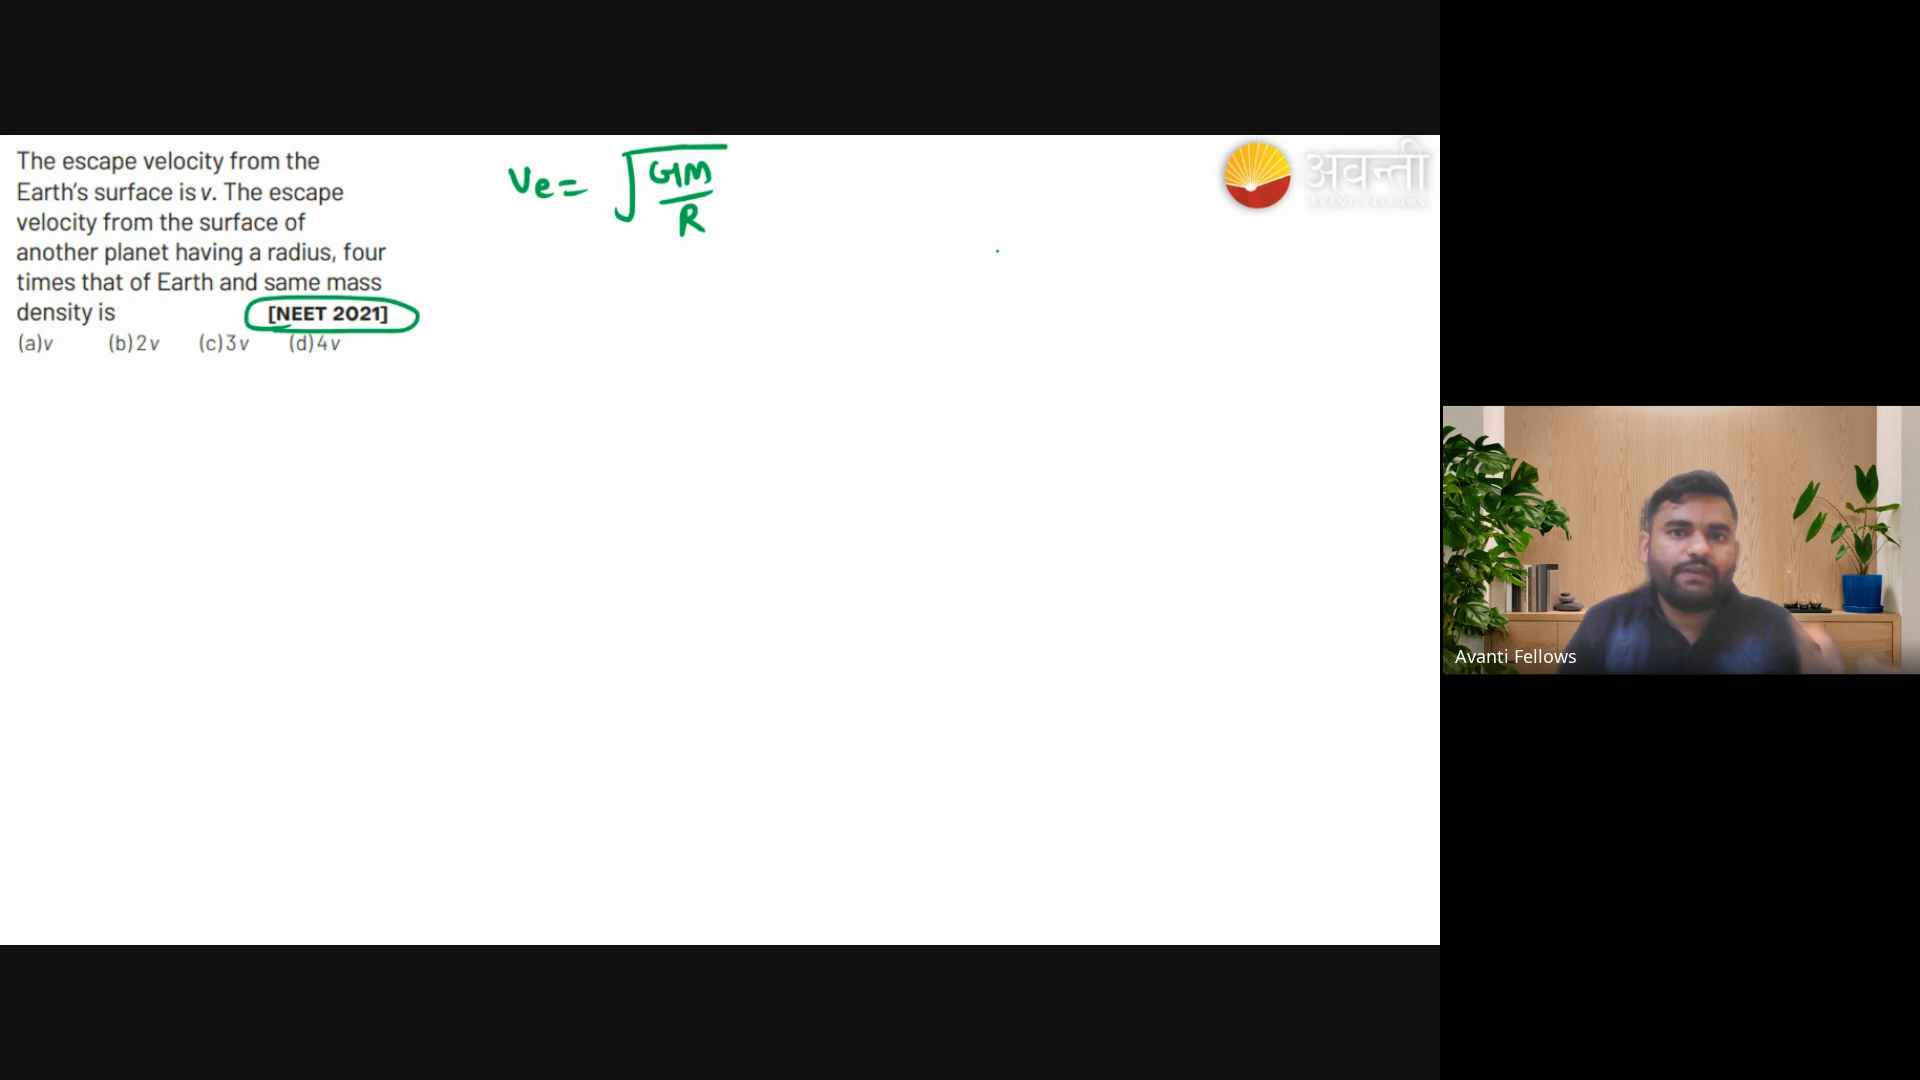 The escape velocity from the
Earth's surface is v. The escape
velocity from the surface of
another planet having a radius, four
times that of Earth and same mass
density is [NEET 2021]
(a)v (b)2v (c)3v (d)4v
Ve = √GM/R
अवन्ती
AVANTI FELLOWS
Avanti Fellows